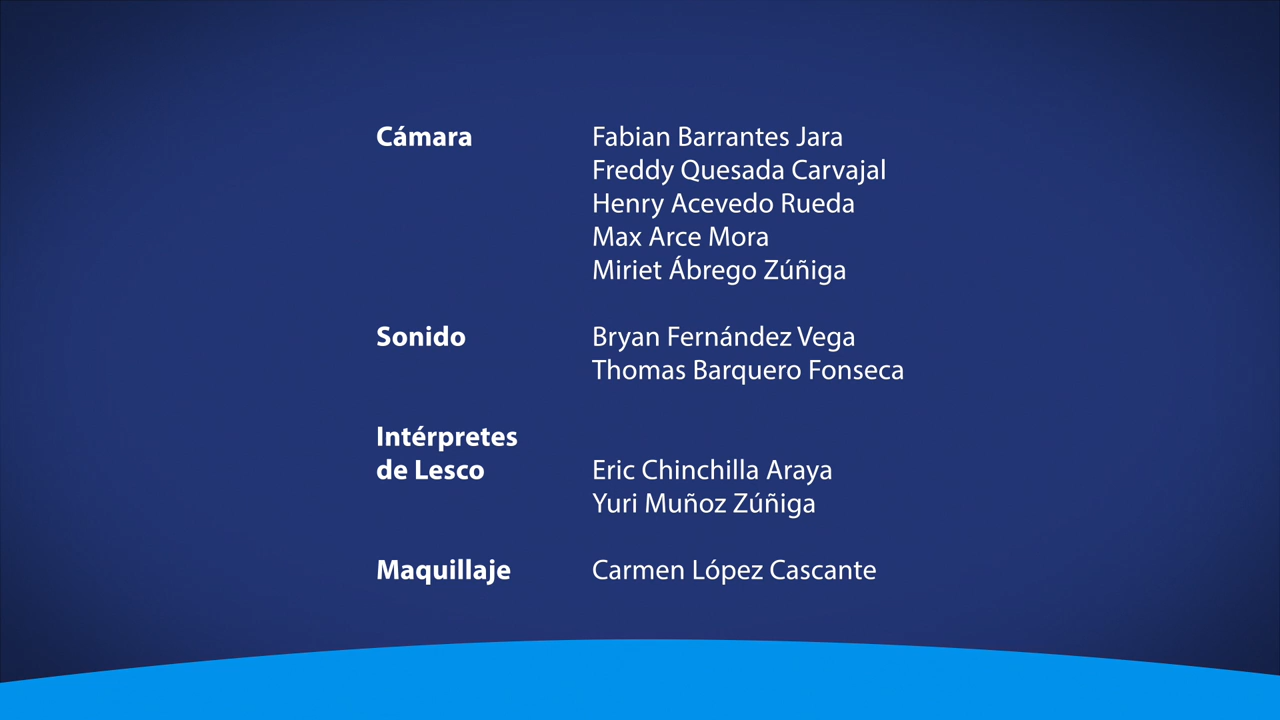 Cámara Fabian Barrantes Jara
Freddy Quesada Carvajal
Henry Acevedo Rueda
Max Arce Mora
Miriet Ábrego Zúñiga
Sonido Bryan Fernández Vega
Thomas Barquero Fonseca
Intérpretes
de Lesco Eric Chinchilla Araya
Yuri Muñoz Zúñiga
Maquillaje Carmen López Cascante